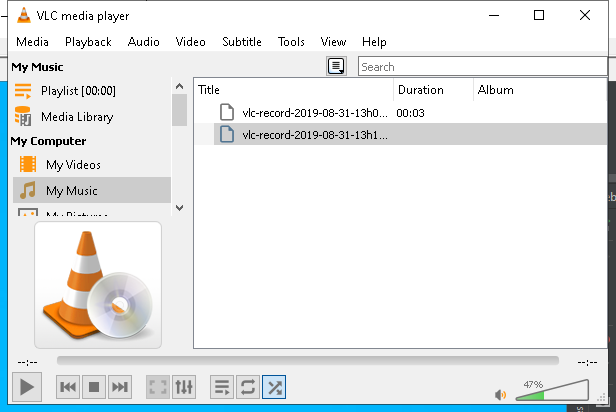 VLC media player
Media Playback Audio Video Subtitle Tools View Help
My Music
Search
Playlist [00:00]
Media Library
My Computer
My Videos
My Music
My Pictures
Title Duration Album
vlc-record-2019-08-31-13h0... 00:03
vlc-record-2019-08-31-13h1...
--:-- --:--
47%